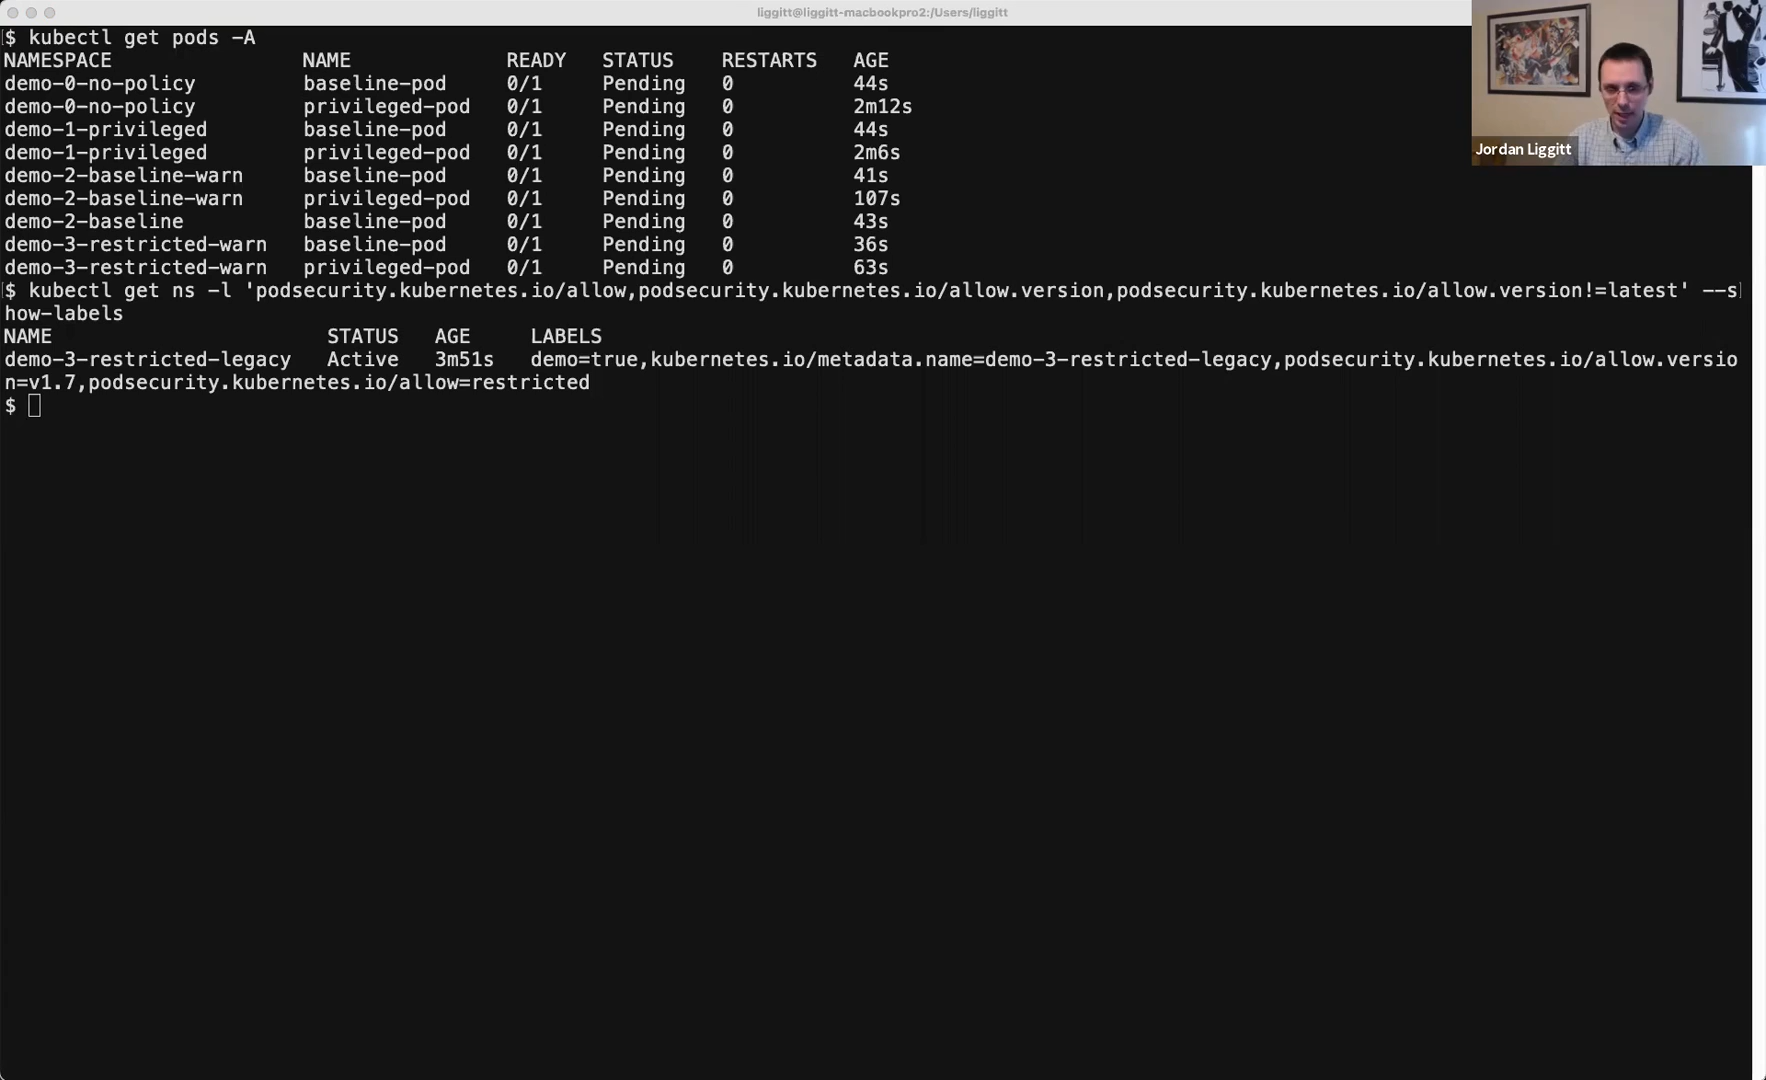 liggitt@liggitt-macbookpro2:/Users/liggitt
$ kubectl get pods -A
NAMESPACE NAME READY STATUS RESTARTS AGE
demo-0-no-policy baseline-pod 0/1 Pending 0 44s
demo-0-no-policy privileged-pod 0/1 Pending 0 2m12s
demo-1-privileged baseline-pod 0/1 Pending 0 44s
demo-1-privileged privileged-pod 0/1 Pending 0 2m6s
demo-2-baseline-warn baseline-pod 0/1 Pending 0 41s
demo-2-baseline-warn privileged-pod 0/1 Pending 0 107s
demo-2-baseline baseline-pod 0/1 Pending 0 43s
demo-3-restricted-warn baseline-pod 0/1 Pending 0 36s
demo-3-restricted-warn privileged-pod 0/1 Pending 0 63s
$ kubectl get ns -l 'podsecurity.kubernetes.io/allow,podsecurity.kubernetes.io/allow.version,podsecurity.kubernetes.io/allow.version!=latest' --s
how-labels
NAME STATUS AGE LABELS
demo-3-restricted-legacy Active 3m51s demo=true,kubernetes.io/metadata.name=demo-3-restricted-legacy,podsecurity.kubernetes.io/allow.versio
n=v1.7,podsecurity.kubernetes.io/allow=restricted
$
Jordan Liggitt